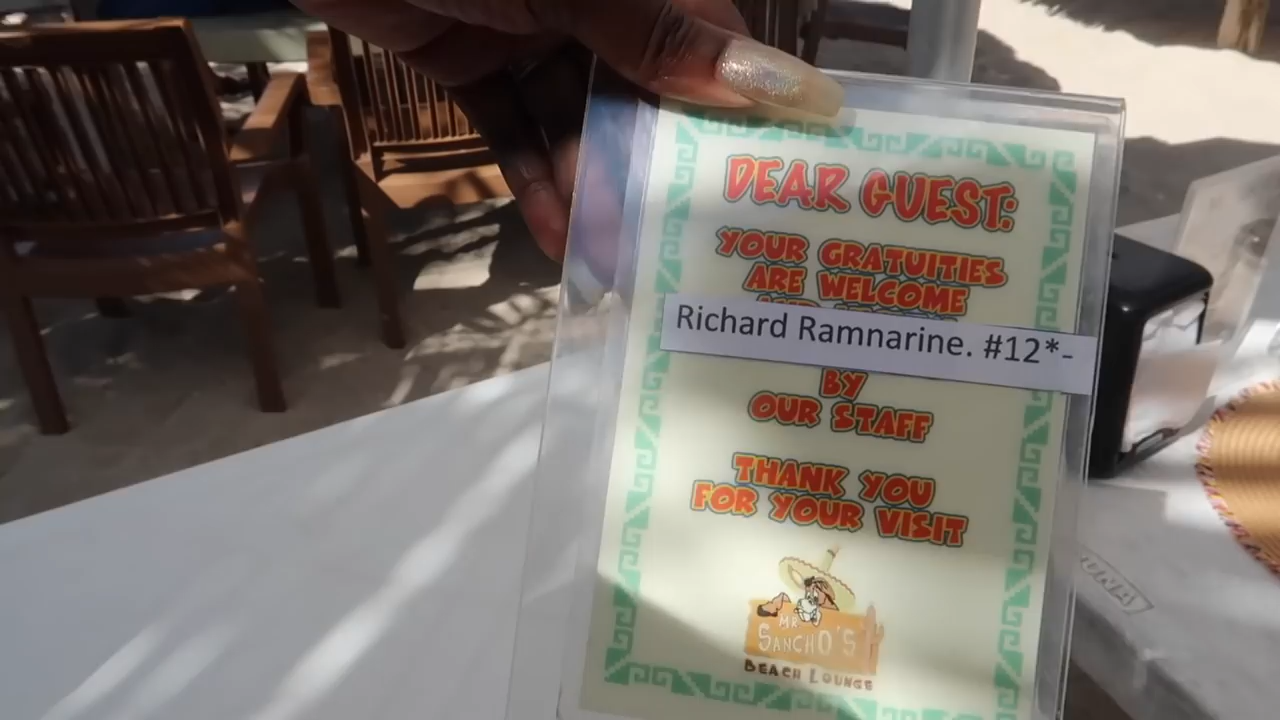 DEAR GUEST:
YOUR GRATUITIES
ARE WELCOME
Richard Ramnarine. #12*-
BY
OUR STAFF
THANK YOU
FOR YOUR VISIT
MR
SANCHO'S
BEACH LOUNGE